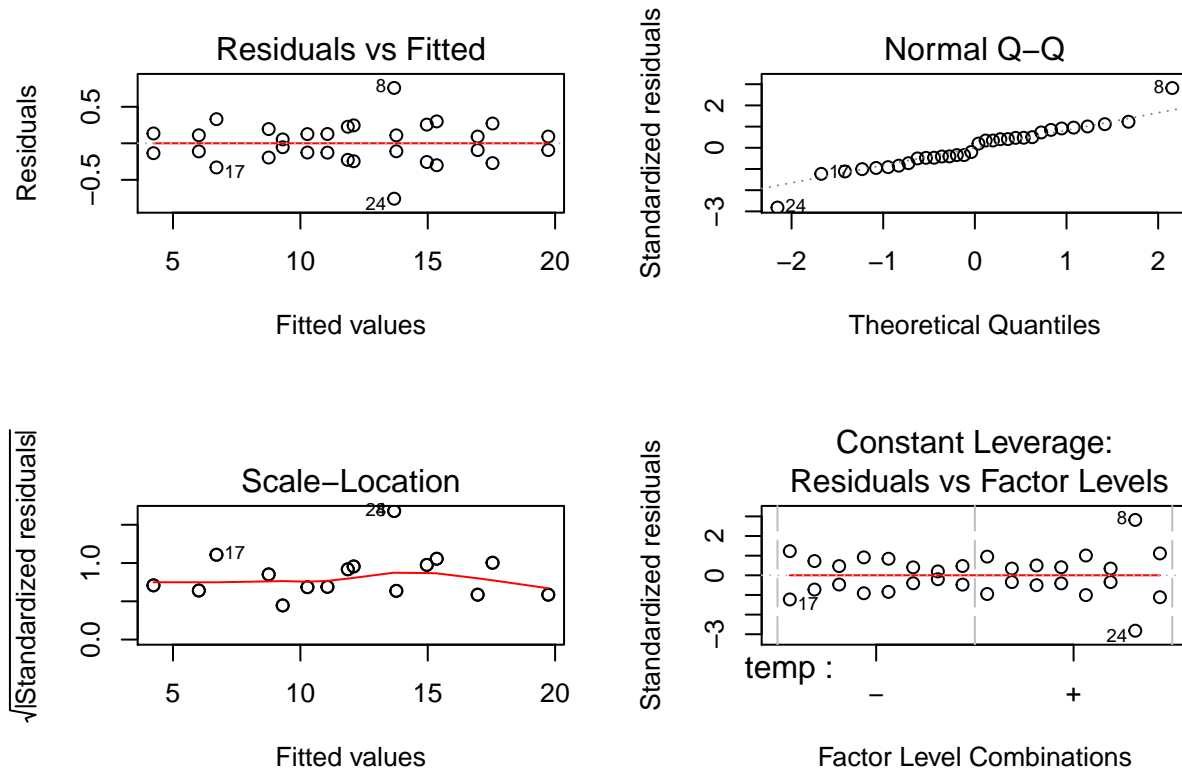 Residuals vs Fitted
Residuals
0.5
−0.5
8
17
24
5
10
15
20
Fitted values
Normal Q−Q
Standardized residuals
2
0
−3
8
17
24
−2
−1
0
1
2
Theoretical Quantiles
Scale−Location
√|Standardized residuals|
1.0
0.0
17
5
10
15
20
Fitted values
Constant Leverage:
Residuals vs Factor Levels
Standardized residuals
2
0
−3
8
17
24
temp :
−
+
Factor Level Combinations